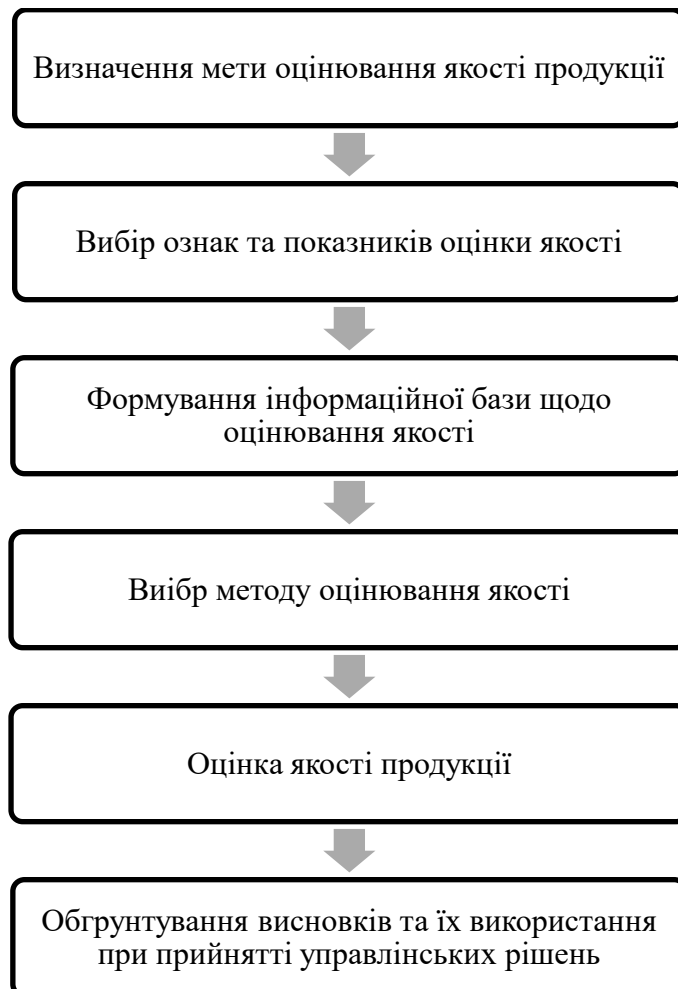 Визначення мети оцінювання якості продукції
Вибір ознак та показників оцінки якості
Формування інформаційної бази щодо
оцінювання якості
Виібр методу оцінювання якості
Оцінка якості продукції
Обгрунтування висновків та їх використання
при прийнятті управлінських рішень